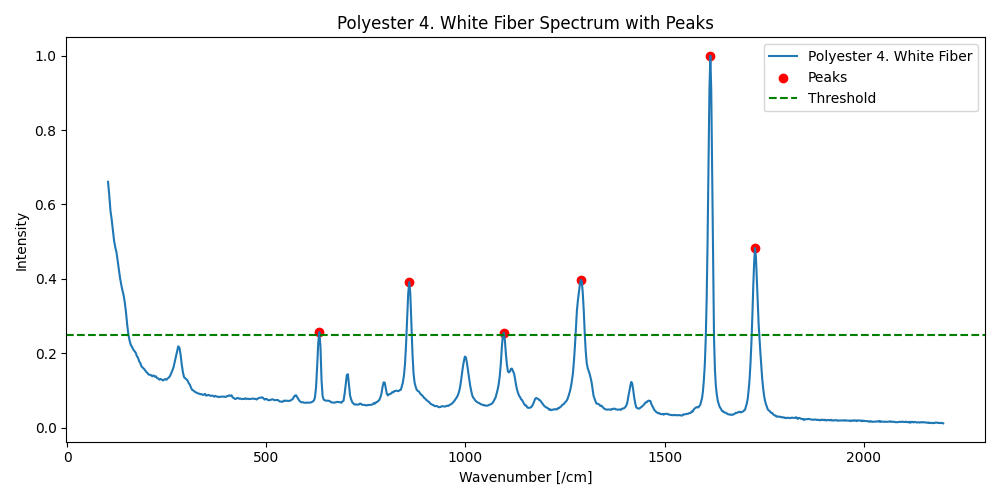 Polyester 4. White Fiber Spectrum with Peaks
Polyester 4. White Fiber
Peaks
Threshold
Intensity
1.0
0.8
0.6
0.4
0.2
0.0
0 500 1000 1500 2000
Wavenumber [/cm]